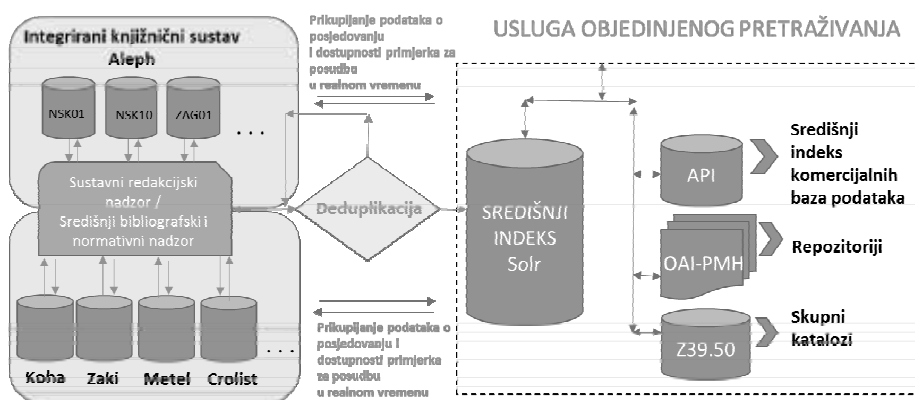 Integrirani knjižnični sustav
Aleph
NSK01
NSK10
ZAG01
. . .
Sustavni redakcijski
nadzor /
Središnji bibliografski i
normativni nadzor
Koha
Zaki
Metel
Crolist
. . .
Prikupljanje podataka o
posjedovanju
i dostupnosti primjerka za
posudbu
u realnom vremenu
Deduplikacija
Prikupljanje podataka o
posjedovanju i
dostupnosti primjerka
za posudbu
u realnom vremenu
USLUGA OBJEDINJENOG PRETRAŽIVANJA
SREDIŠNJI
INDEKS
Solr
API
Središnji
indeks
komercijalnih
baza podataka
OAI-PMH
Repozitoriji
Z39.50
Skupni
katalozi